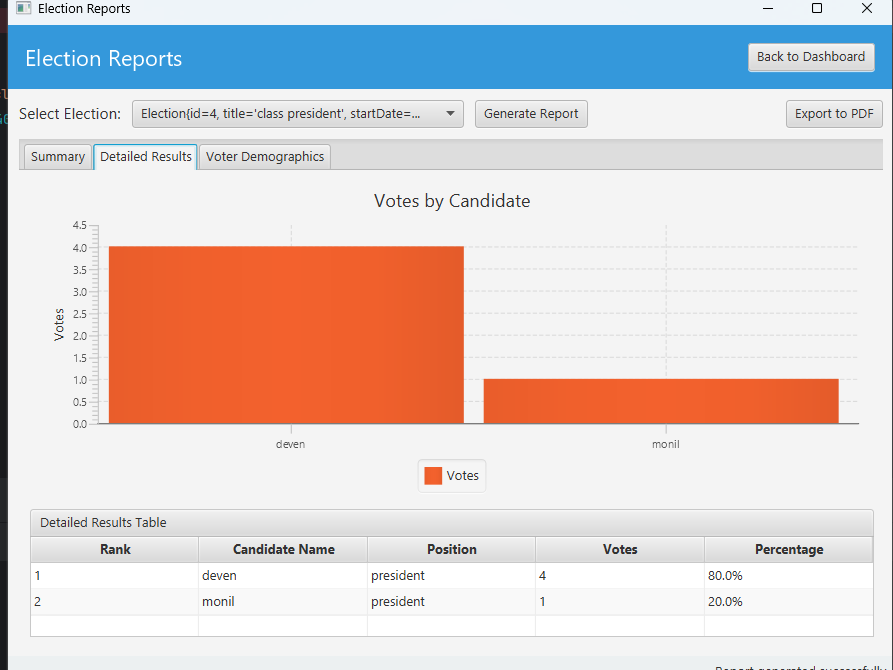 Election Reports
Election Reports
Back to Dashboard
Select Election: Election{id=4, title='class president', startDate=... Generate Report Export to PDF
Summary Detailed Results Voter Demographics
Votes by Candidate
4.5
4.0
3.5
3.0
2.5
2.0
1.5
1.0
0.5
0.0
Votes
deven monil
Votes
Detailed Results Table
Rank Candidate Name Position Votes Percentage
1 deven president 4 80.0%
2 monil president 1 20.0%
Report generated successfully